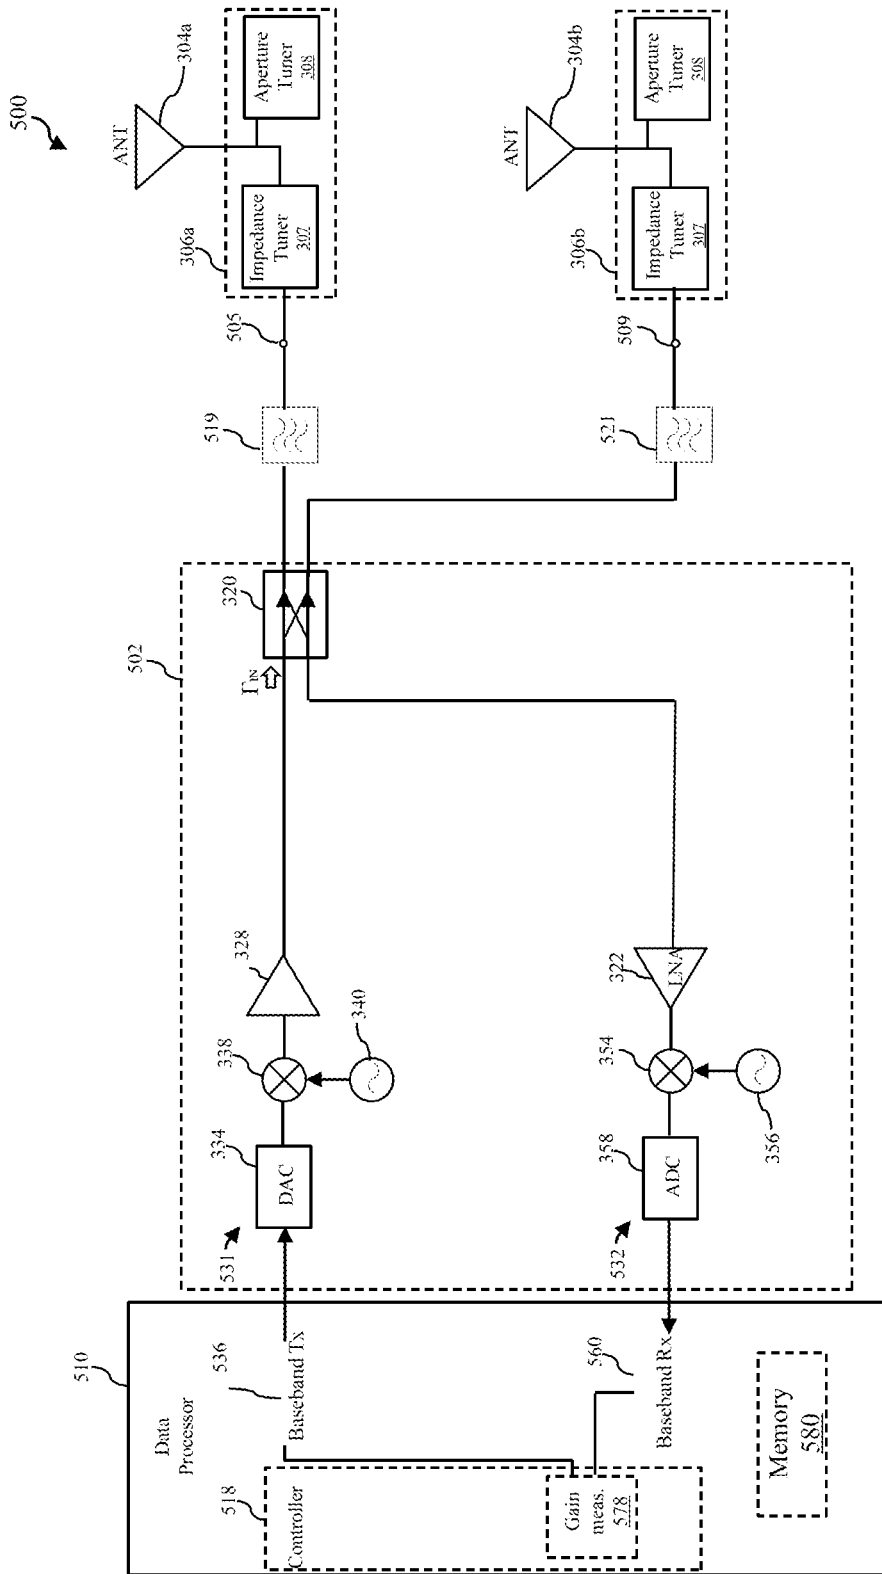 500
304a
ANT
Aperture
Tuner
308
306a
Impedance
Tuner
307
505
519
304b
ANT
Aperture
Tuner
308
306b
Impedance
Tuner
307
509
521
502
320
ΓIN
328
338
340
334
DAC
531
322
LNA
354
356
358
ADC
532
510
Data
Processor
536
Baseband Tx
560
Baseband Rx
518
Controller
Gain
meas.
578
Memory
580